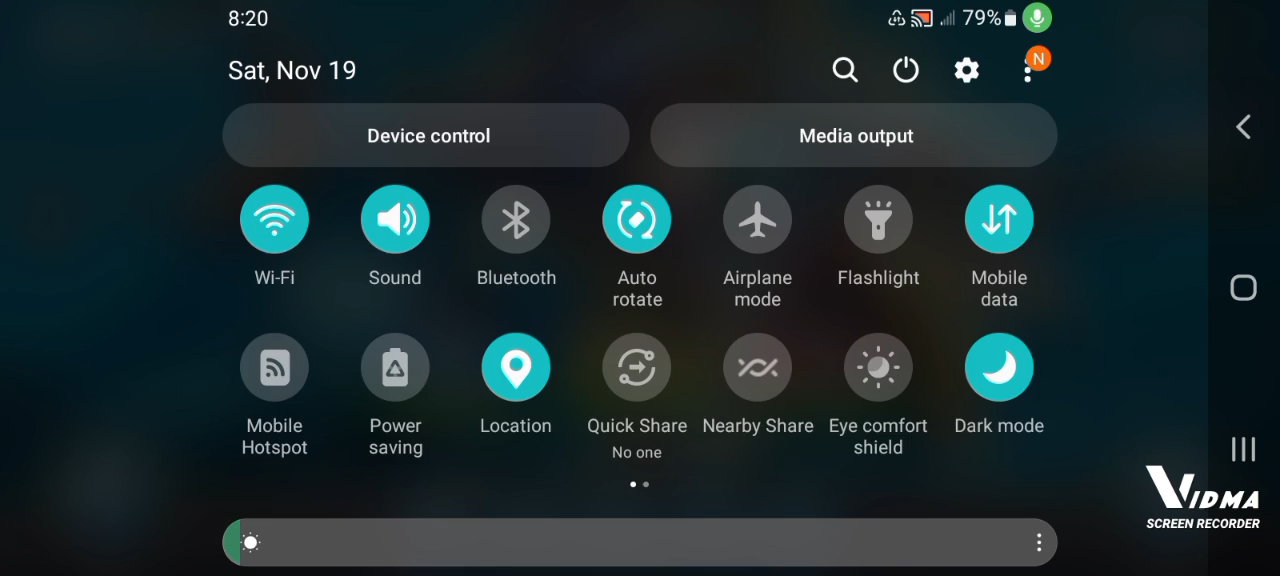 8:20
79%
Sat, Nov 19
N
Device control
Media output
Wi-Fi
Sound
Bluetooth
Auto
rotate
Airplane
mode
Flashlight
Mobile
data
Mobile
Hotspot
Power
saving
Location
Quick Share
No one
Nearby Share
Eye comfort
shield
Dark mode
VIDMA
SCREEN RECORDER